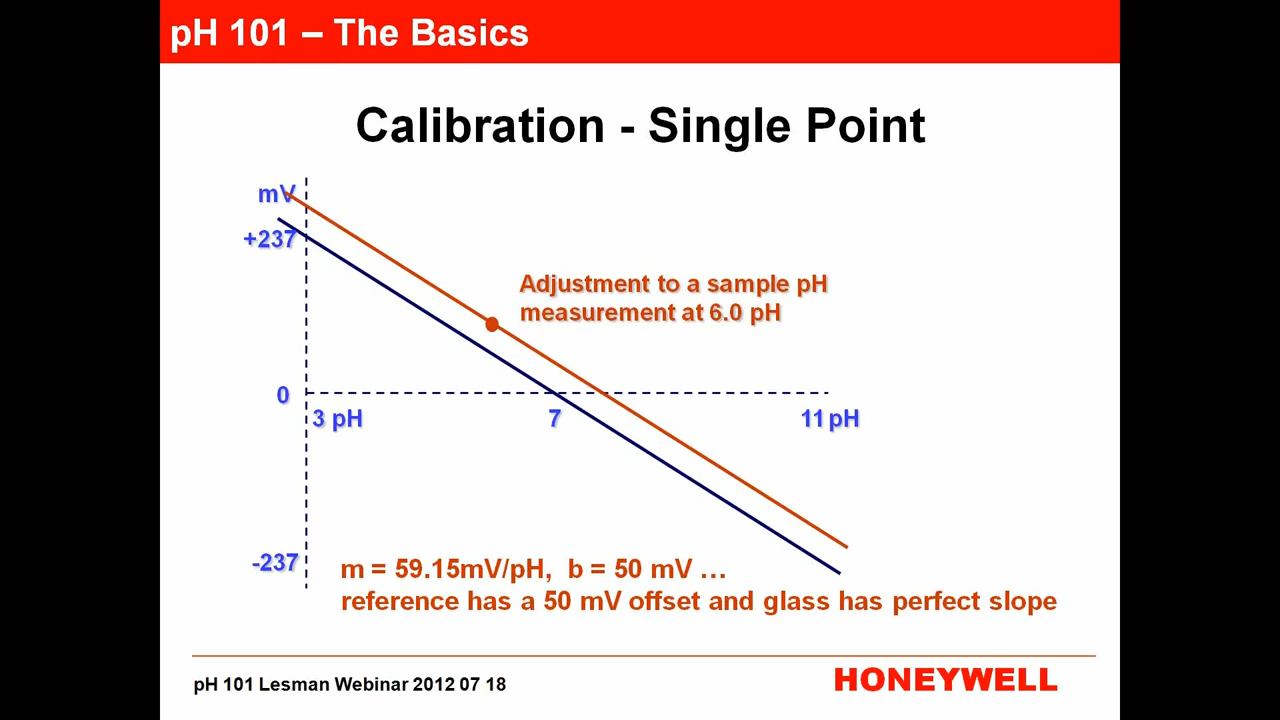 pH 101 – The Basics
Calibration - Single Point
mV
+237
Adjustment to a sample pH
measurement at 6.0 pH
0
3 pH 7 11 pH
-237
m = 59.15mV/pH, b = 50 mV …
reference has a 50 mV offset and glass has perfect slope
pH 101 Lesman Webinar 2012 07 18
HONEYWELL